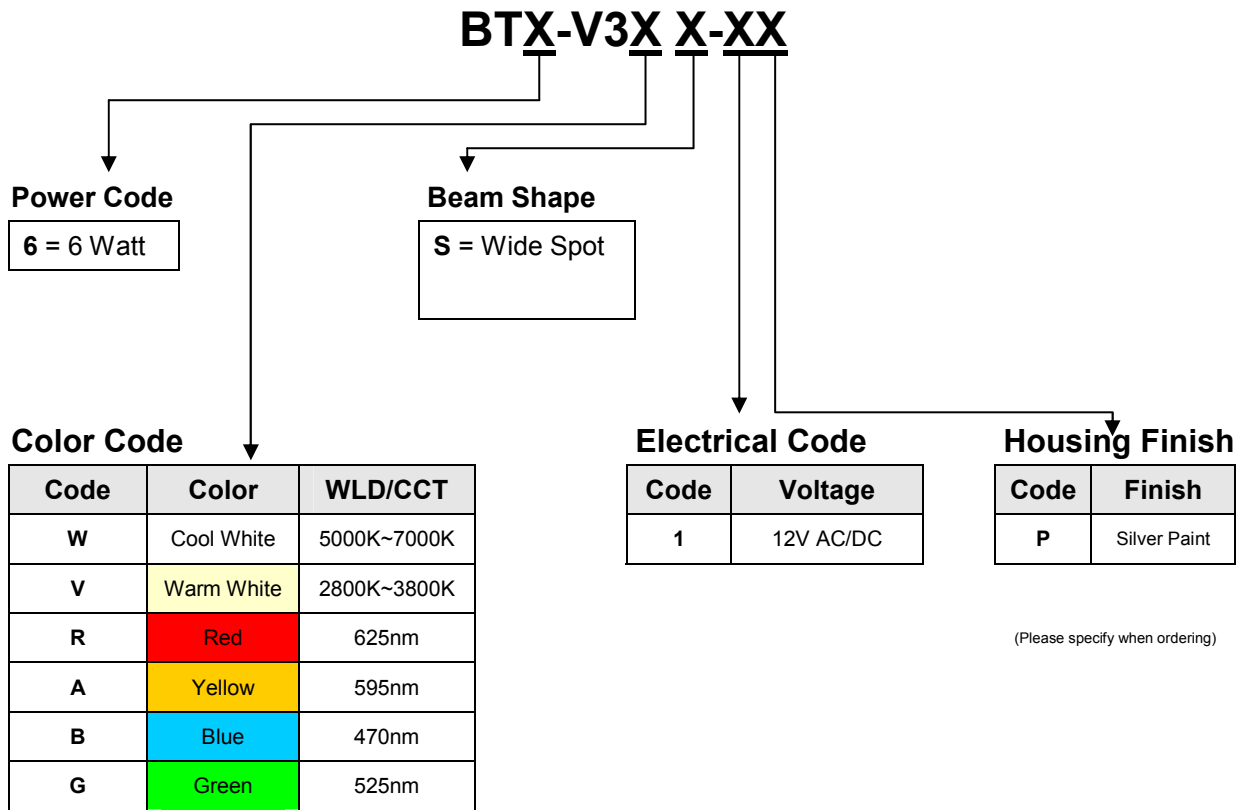 BTX-V3X X-XX
Power Code
6 = 6 Watt
Beam Shape
S = Wide Spot
Color Code
Code Color WLD/CCT
W Cool White 5000K~7000K
V Warm White 2800K~3800K
R Red 625nm
A Yellow 595nm
B Blue 470nm
G Green 525nm
Electrical Code
Code Voltage
1 12V AC/DC
Housing Finish
Code Finish
P Silver Paint
(Please specify when ordering)